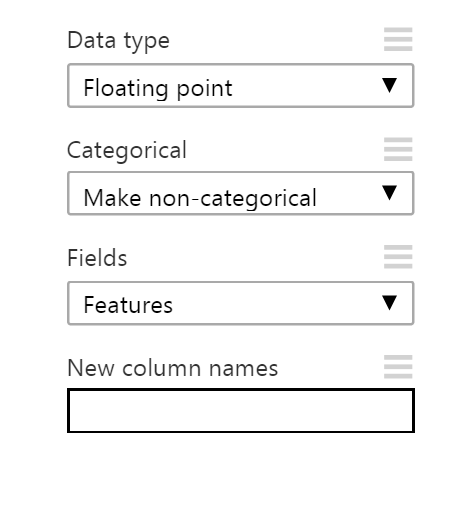 Data type
Floating point
Categorical
Make non-categorical
Fields
Features
New column names